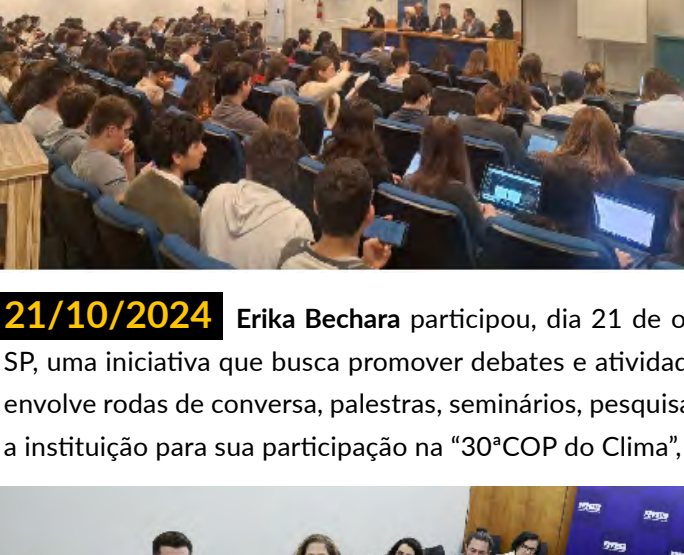 21/10/2024 Erika Bechara participou, dia 21 de o
SP, uma iniciativa que busca promover debates e atividad
envolve rodas de conversa, palestras, seminários, pesquisa
a instituição para sua participação na “30ªCOP do Clima”,